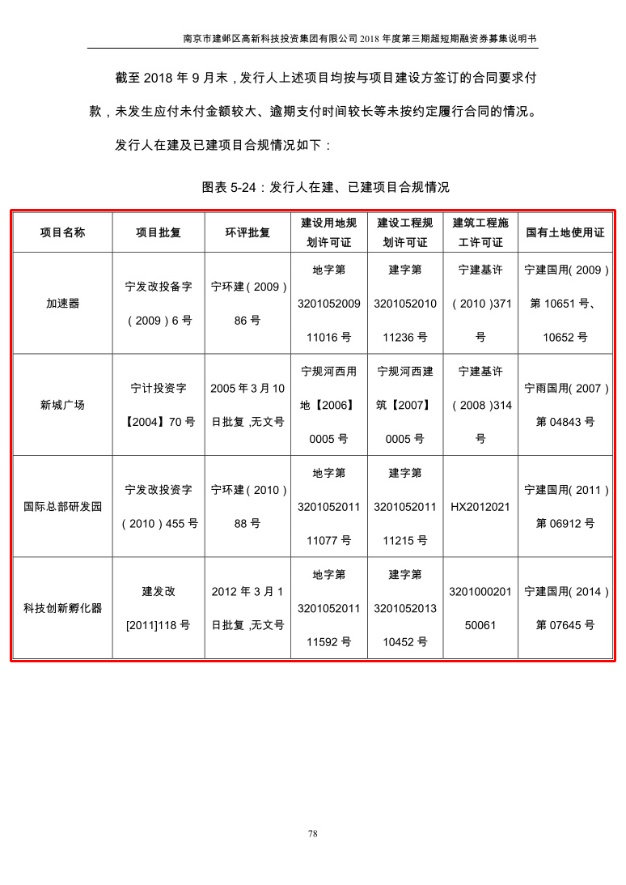 南京市建邺区高新科技投资集团有限公司 2018 年度第三期超短期融资券募集说明书
截至 2018 年 9 月末，发行人上述项目均按与项目建设方签订的合同要求付
款，未发生应付未付金额较大、逾期支付时间较长等未按约定履行合同的情况。
发行人在建及已建项目合规情况如下：
图表 5-24：发行人在建、已建项目合规情况
项目名称
项目批复
环评批复
建设用地规
划许可证
建设工程规
划许可证
建筑工程施
工许可证
国有土地使用证
加速器
宁发改投备字
（2009）6 号
宁环建（2009）
86 号
地字第
3201052009
11016 号
建字第
3201052010
11236 号
宁建基许
（2010）371
号
宁建国用（2009）
第 10651 号、
10652 号
新城广场
宁计投资字
【2004】70 号
2005 年 3 月 10
日批复，无文号
宁规河西用
地【2006】
0005 号
宁规河西建
筑【2007】
0005 号
宁建基许
（2008）314
号
宁雨国用（2007）
第 04843 号
国际总部研发园
宁发改投资字
（2010）455 号
宁环建（2010）
88 号
地字第
3201052011
11077 号
建字第
3201052011
11215 号
HX2012021
宁建国用（2011）
第 06912 号
科技创新孵化器
建发改
[2011]118 号
2012 年 3 月 1
日批复，无文号
地字第
3201052011
11592 号
建字第
3201052013
10452 号
3201000201
50061
宁建国用（2014）
第 07645 号
78